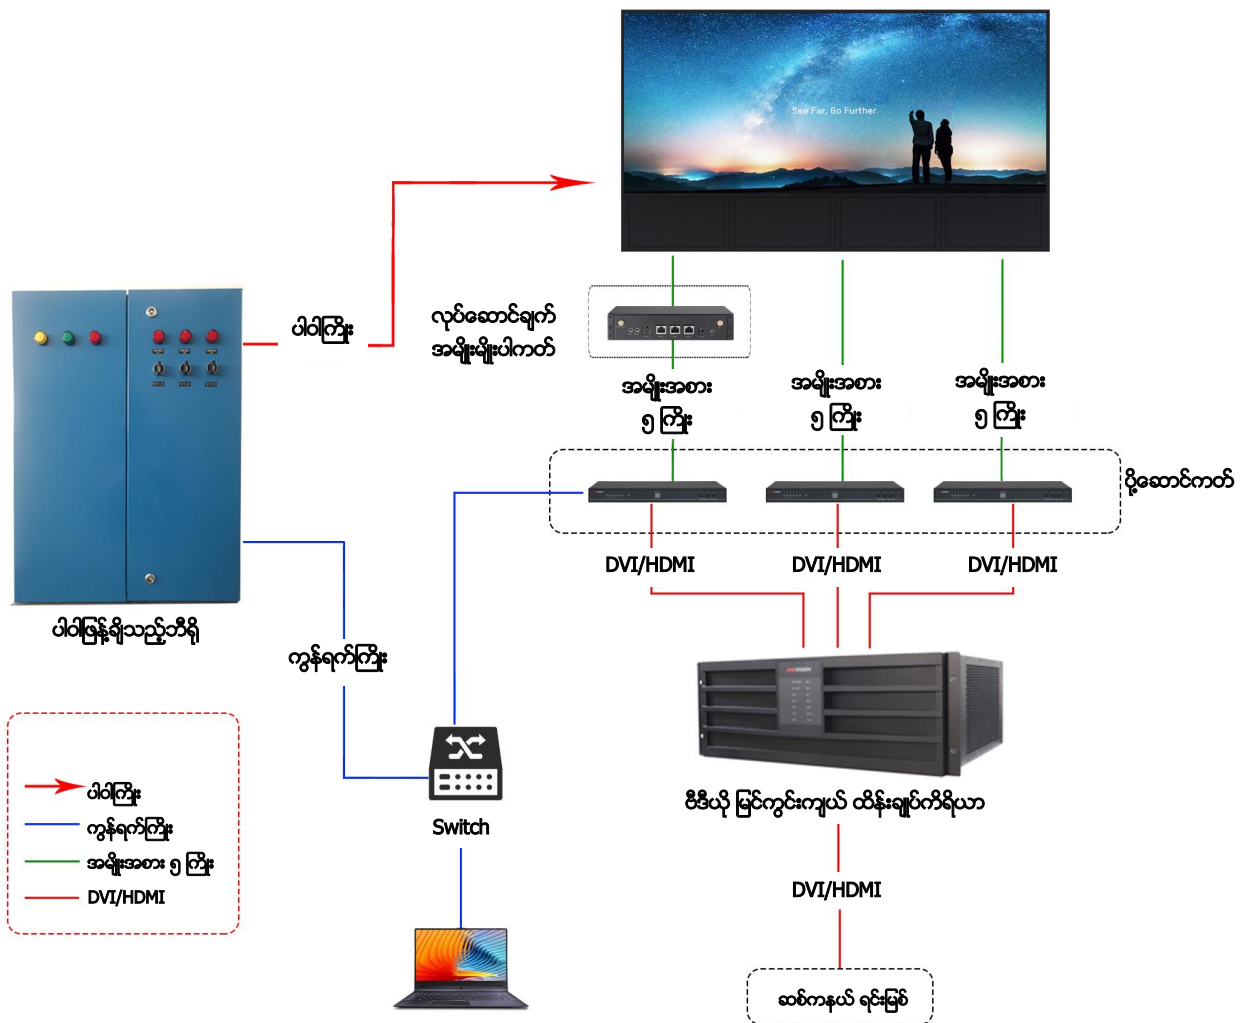 See Far, Go Further
ပါဝါကြိုး
လုပ်ဆောင်ချက်
အမျိုးမျိုးပါကတ်
အမျိုးအစား
၅ ကြိုး
အမျိုးအစား
၅ ကြိုး
အမျိုးအစား
၅ ကြိုး
ပို့ဆောင်ကတ်
DVI/HDMI
DVI/HDMI
DVI/HDMI
ပါဝါဖြန့်ချိသည့်ဘီရို
ကွန်ရက်ကြိုး
HIKVISION
ဗီဒီယို မြင်ကွင်းကျယ် ထိန်းချုပ်ကိရိယာ
Switch
ပါဝါကြိုး
ကွန်ရက်ကြိုး
အမျိုးအစား ၅ ကြိုး
DVI/HDMI
DVI/HDMI
ဆစ်ကနယ် ရင်းမြစ်